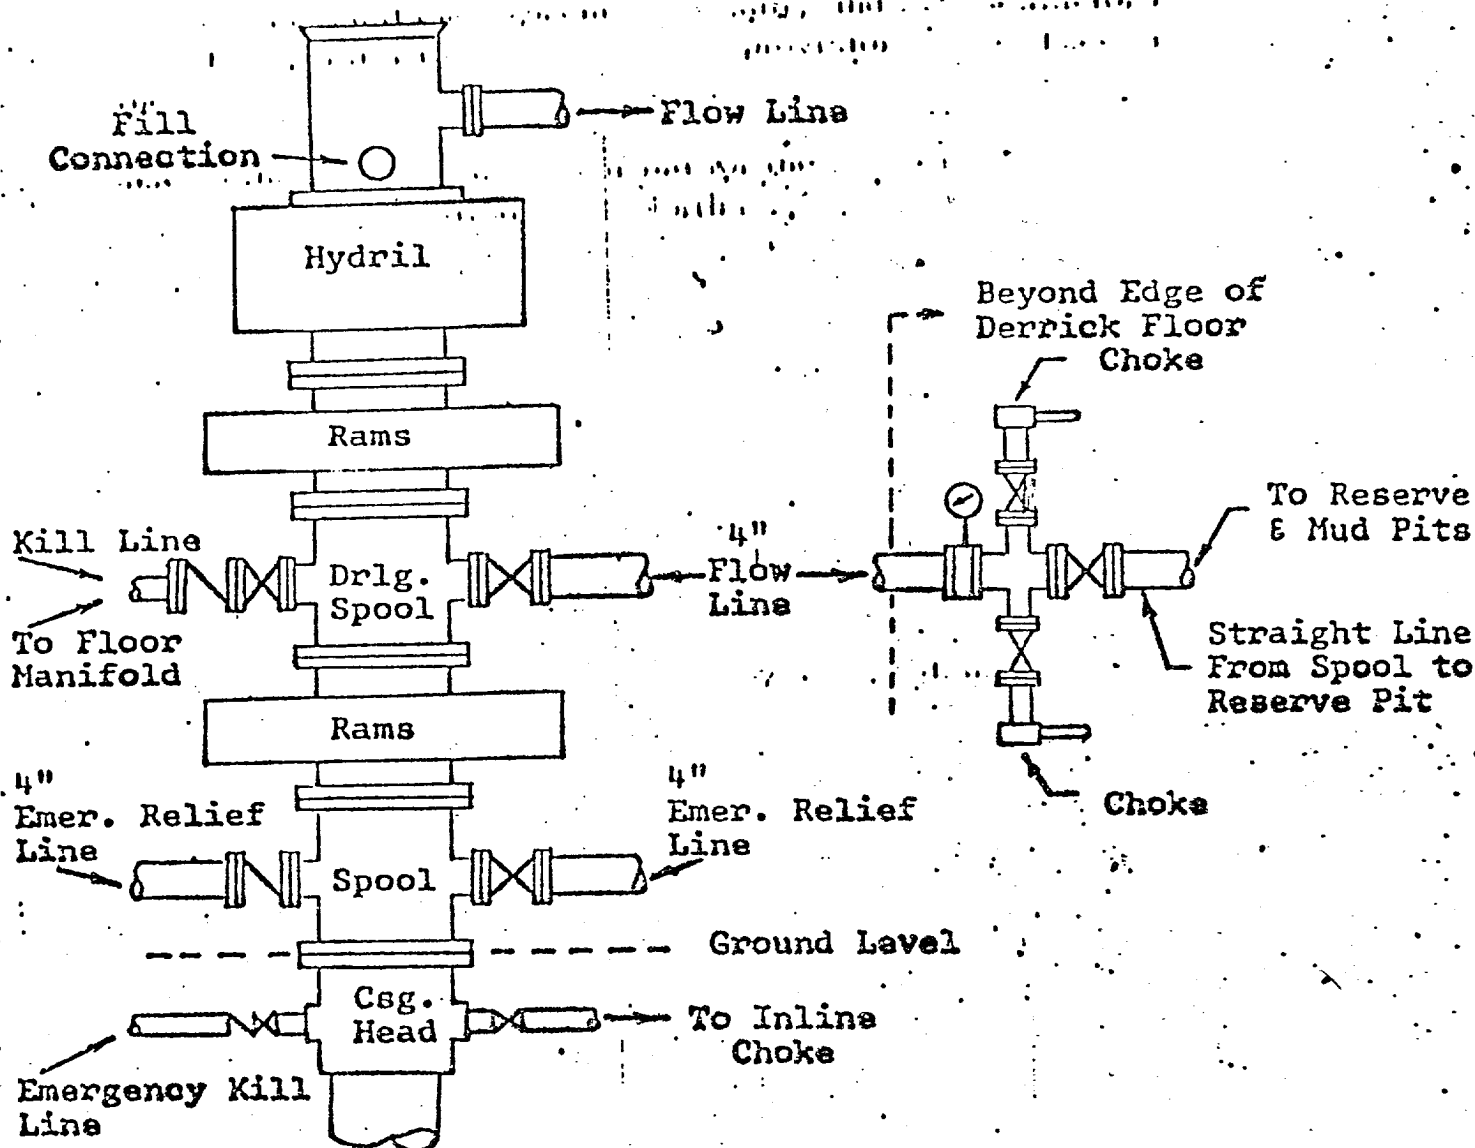 Flow Line
Fill
Connection
Hydril
Beyond Edge of
Derrick Floor
Choke
Rams
To Reserve
& Mud Pits
Kill Line
4"
Flow
Line
Drlg.
Spool
To Floor
Manifold
Straight Line
From Spool to
Reserve Pit
Rams
4"
Emer. Relief
Line
4"
Emer. Relief
Line
Choke
Spool
Ground Level
Csg.
Head
To Inline
Choke
Emergency Kill
Line